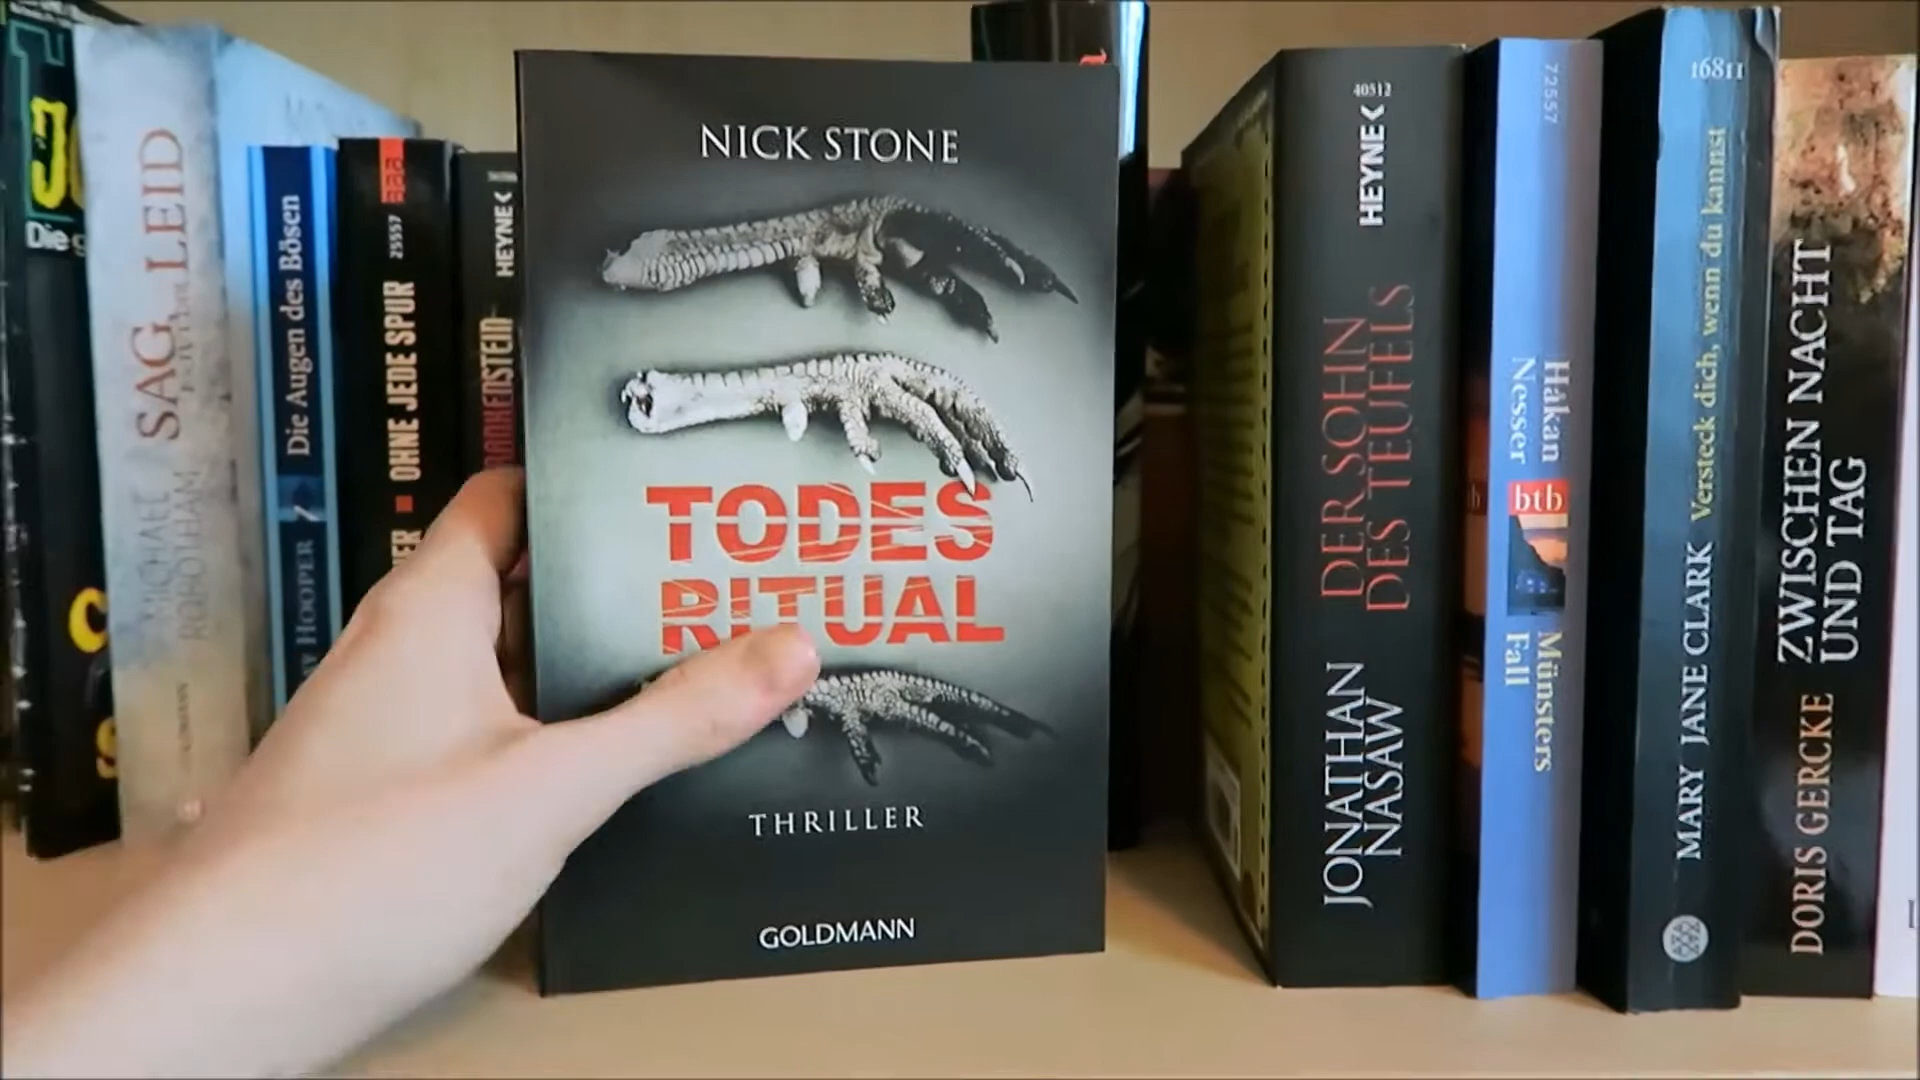 Die
SAG
LEID
MICHAEL
ROBOTHAM
Die Augen des Bösen
HOOPER
25557
OHNE JEDE SPUR
HEYNE
NICK STONE
TODES
RITUAL
THRILLER
GOLDMANN
40512
HEYNE
JONATHAN
NASAW
DER SOHN
DES TEUFELS
72557
Håkan
Nesser
btb
Münsters
Fall
16811
MARY JANE CLARK Versteck dich, wenn du kannst
DORIS GERCKE
ZWISCHEN NACHT
UND TAG